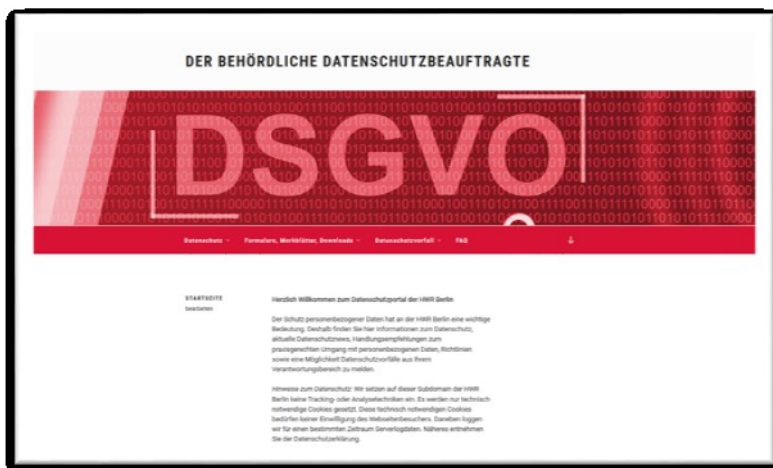 DER BEHÖRDLICHE DATENSCHUTZBEAUFTRAGTE
DSGVO
Datenschutz Formulare, Merkblätter, Downloads Datenschutzvorfall FAQ
STARTSEITE
bearbeiten
Herzlich Willkommen zum Datenschutzportal der HWR Berlin
Der Schutz personenbezogener Daten hat an der HWR Berlin eine wichtige
Bedeutung. Deshalb finden Sie hier Informationen zum Datenschutz,
aktuelle Datenschutznews, Handlungsempfehlungen zum
praxisgerechten Umgang mit personenbezogenen Daten, Richtlinien
sowie eine Möglichkeit Datenschutzvorfälle aus Ihrem
Verantwortungsbereich zu melden.
Hinweise zum Datenschutz: Wir setzen auf dieser Subdomain der HWR
Berlin keine Tracking- oder Analysetechniken ein. Es werden nur technisch
notwendige Cookies gesetzt. Diese technisch notwendigen Cookies
bedürfen keiner Einwilligung des Webseitenbesuchers. Daneben loggen
wir für einen bestimmten Zeitraum Serverlogdaten. Näheres entnehmen
Sie der Datenschutzerklärung.